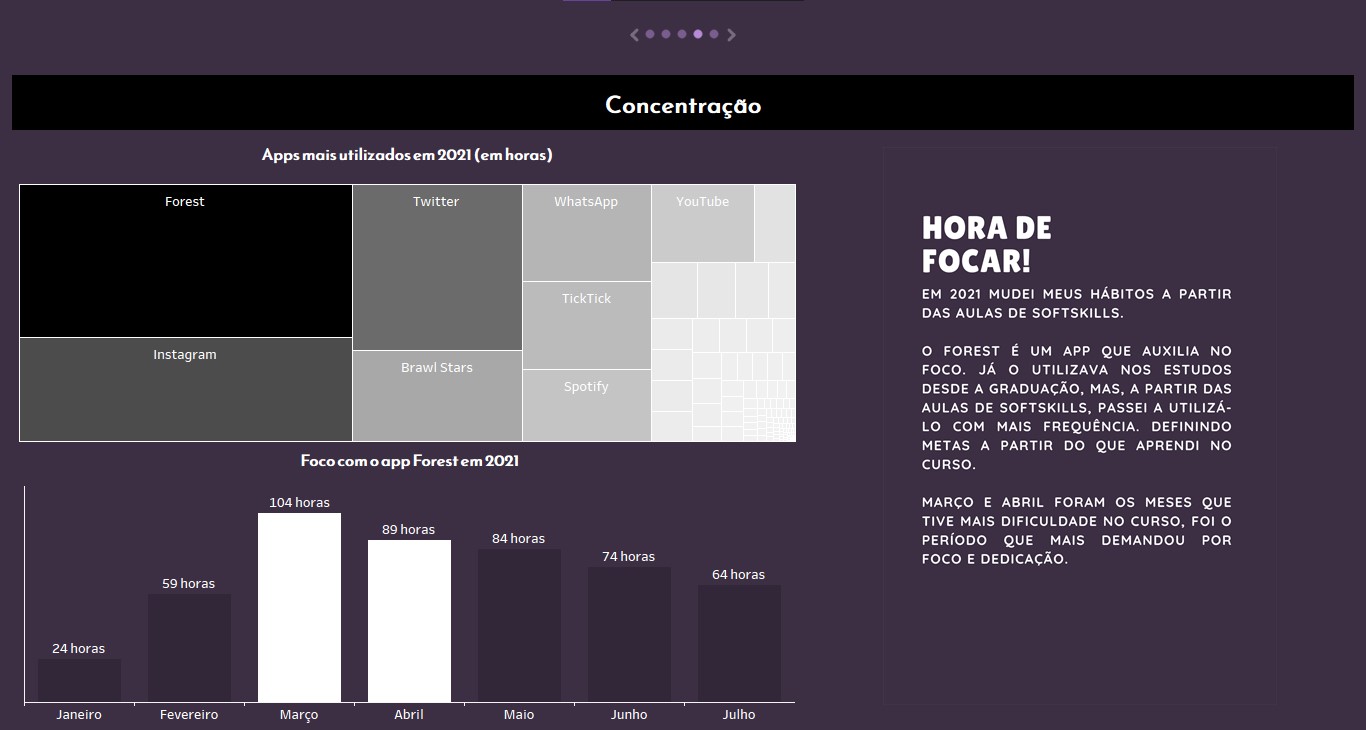 Concentração
Apps mais utilizados em 2021 (em horas)
Forest
Twitter
WhatsApp
YouTube
TickTick
Instagram
Brawl Stars
Spotify
Foco com o app Forest em 2021
104 horas
89 horas
84 horas
74 horas
64 horas
59 horas
24 horas
Janeiro
Fevereiro
Março
Abril
Maio
Junho
Julho
HORA DE
FOCAR!
EM 2021 MUDEI MEUS HÁBITOS A PARTIR
DAS AULAS DE SOFTSKILLS.
O FOREST É UM APP QUE AUXILIA NO
FOCO. JÁ O UTILIZAVA NOS ESTUDOS
DESDE A GRADUAÇÃO, MAS, A PARTIR DAS
AULAS DE SOFTSKILLS, PASSEI A UTILIZÁ-
LO COM MAIS FREQUÊNCIA. DEFININDO
METAS A PARTIR DO QUE APRENDI NO
CURSO.
MARÇO E ABRIL FORAM OS MESES QUE
TIVE MAIS DIFICULDADE NO CURSO, FOI O
PERÍODO QUE MAIS DEMANDOU POR
FOCO E DEDICAÇÃO.